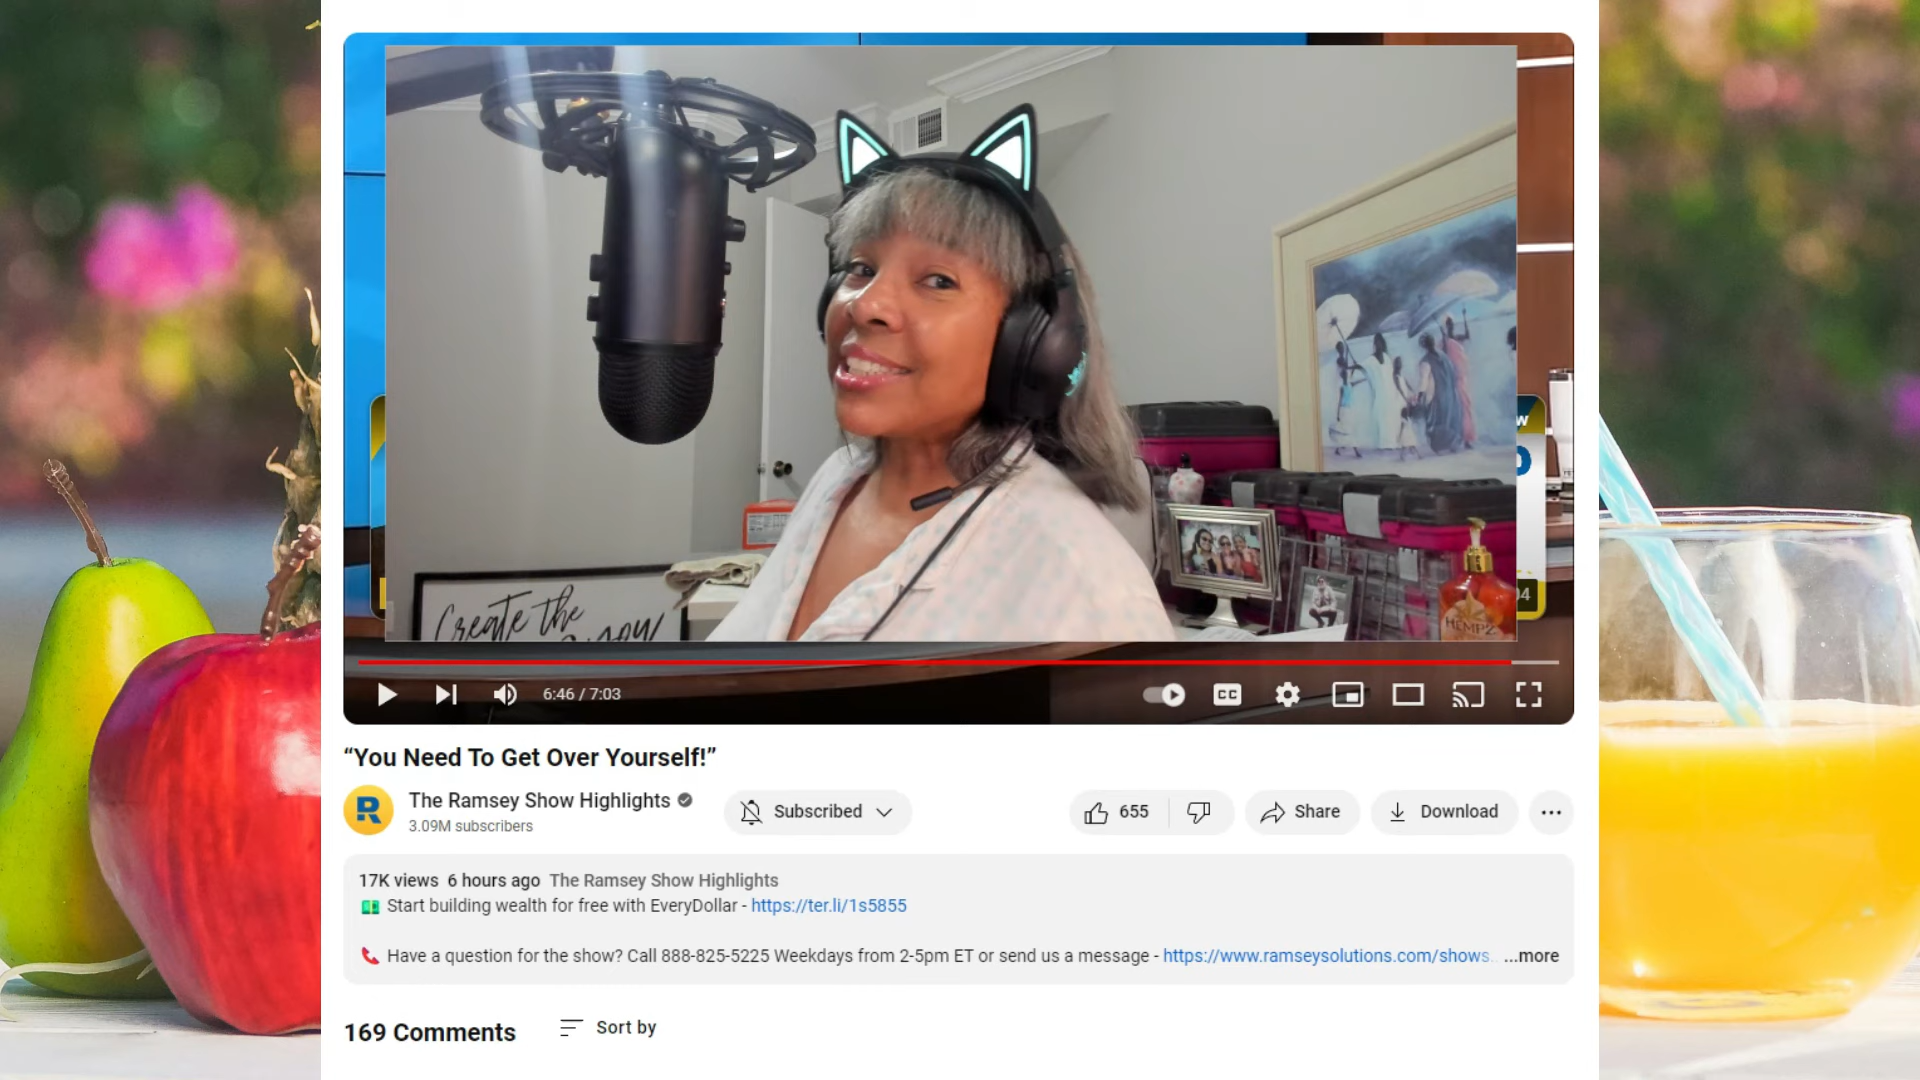 Create the
HEMPZ
04
6:46 / 7:03
CC
“You Need To Get Over Yourself!”
R
The Ramsey Show Highlights
3.09M subscribers
Subscribed
655
Share
Download
17K views 6 hours ago The Ramsey Show Highlights
Start building wealth for free with EveryDollar - https://ter.li/1s5855
Have a question for the show? Call 888-825-5225 Weekdays from 2-5pm ET or send us a message - https://www.ramseysolutions.com/shows... ...more
169 Comments
Sort by